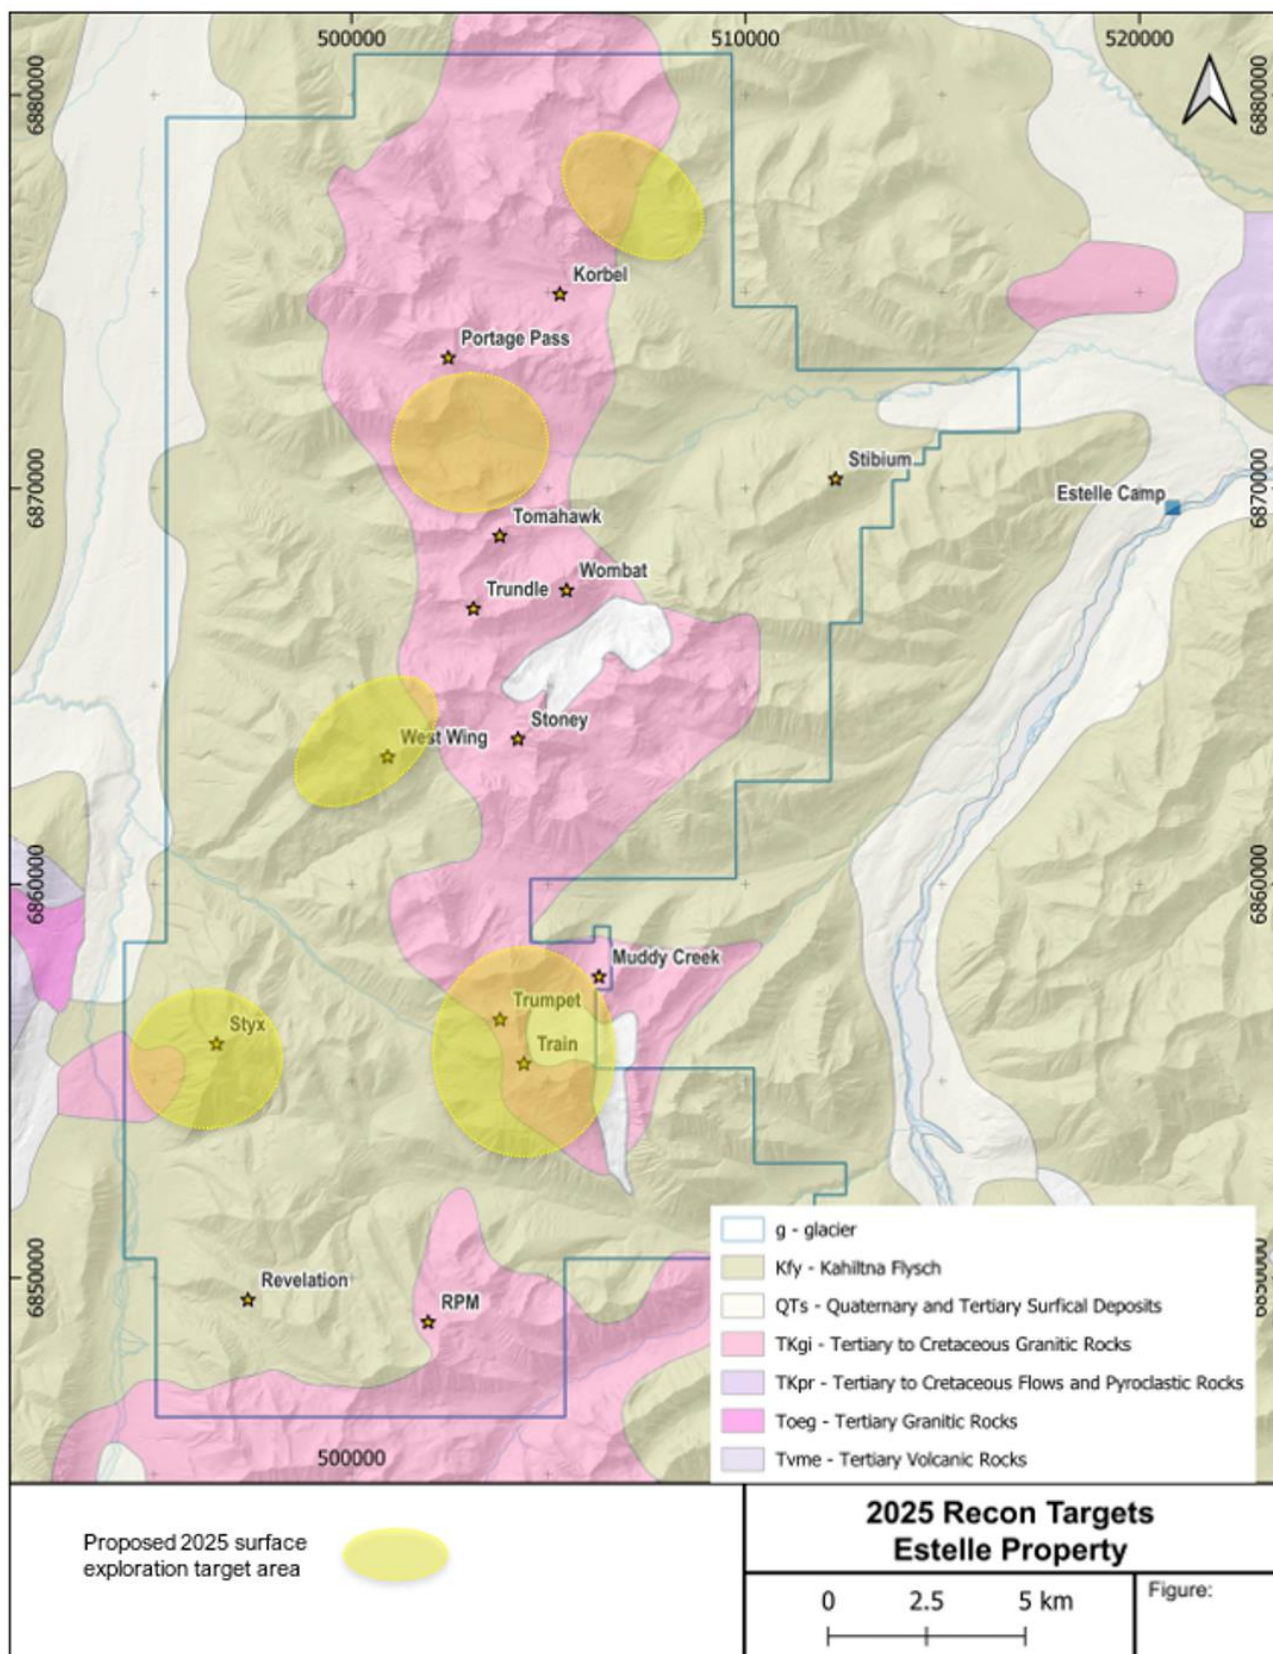 500000
510000
520000
6880000
6880000
Korbel
Portage Pass
Stibium
6870000
Estelle Camp
6870000
Tomahawk
Wombat
Trundle
Stoney
West Wing
6860000
6860000
Muddy Creek
Trumpet
Styx
Train
6850000
Revelation
RPM
g - glacier
Kfy - Kahiltna Flysch
QTs - Quaternary and Tertiary Surfical Deposits
TKgi - Tertiary to Cretaceous Granitic Rocks
TKpr - Tertiary to Cretaceous Flows and Pyroclastic Rocks
Toeg - Tertiary Granitic Rocks
Tvme - Tertiary Volcanic Rocks
500000
Proposed 2025 surface
exploration target area
2025 Recon Targets
Estelle Property
0 2.5 5 km
Figure: